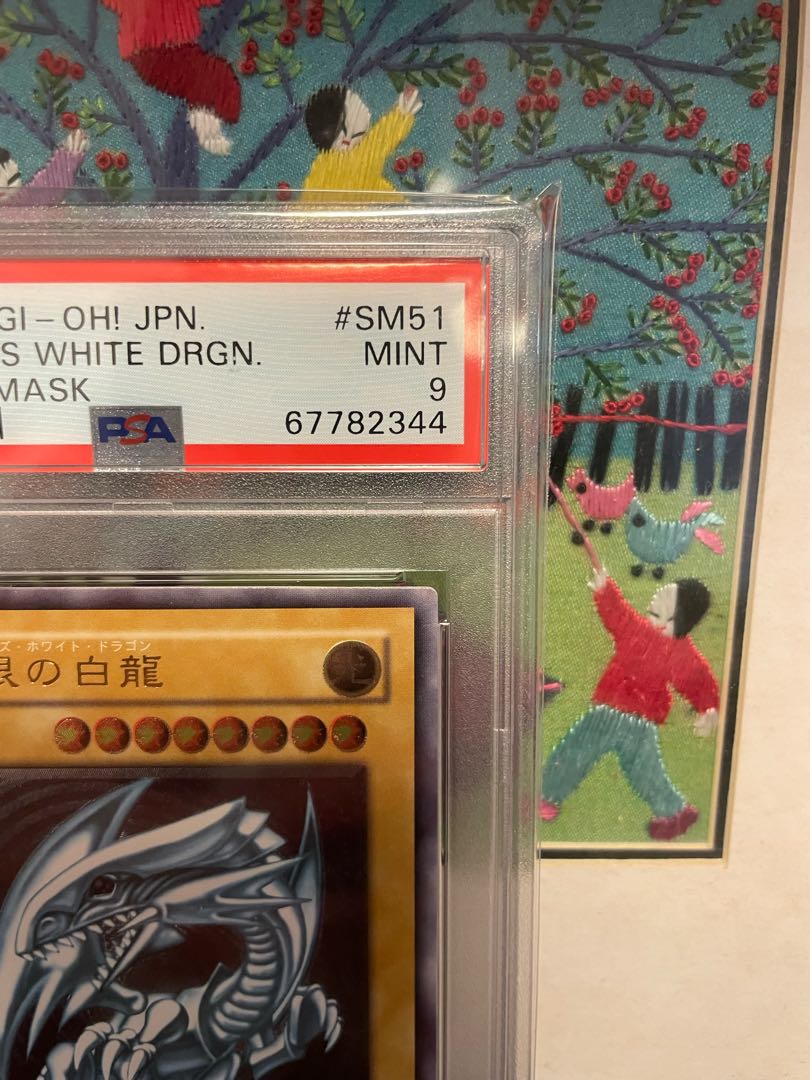 GI-OH! JPN. #SM51
S WHITE DRGN. MINT
MASK 9
PSA 67782344
ズ・ホワイト・ドラゴン
眼の白龍